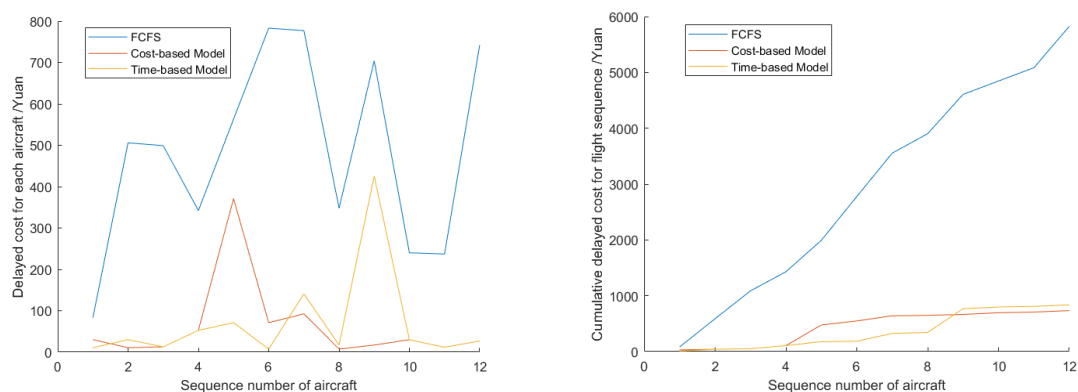 Delayed cost for each aircraft /Yuan
800
700
600
500
400
300
200
100
0
FCFS
Cost-based Model
Time-based Model
0 2 4 6 8 10 12
Sequence number of aircraft
Cumulative delayed cost for flight sequence /Yuan
6000
5000
4000
3000
2000
1000
0
FCFS
Cost-based Model
Time-based Model
0 2 4 6 8 10 12
Sequence number of aircraft